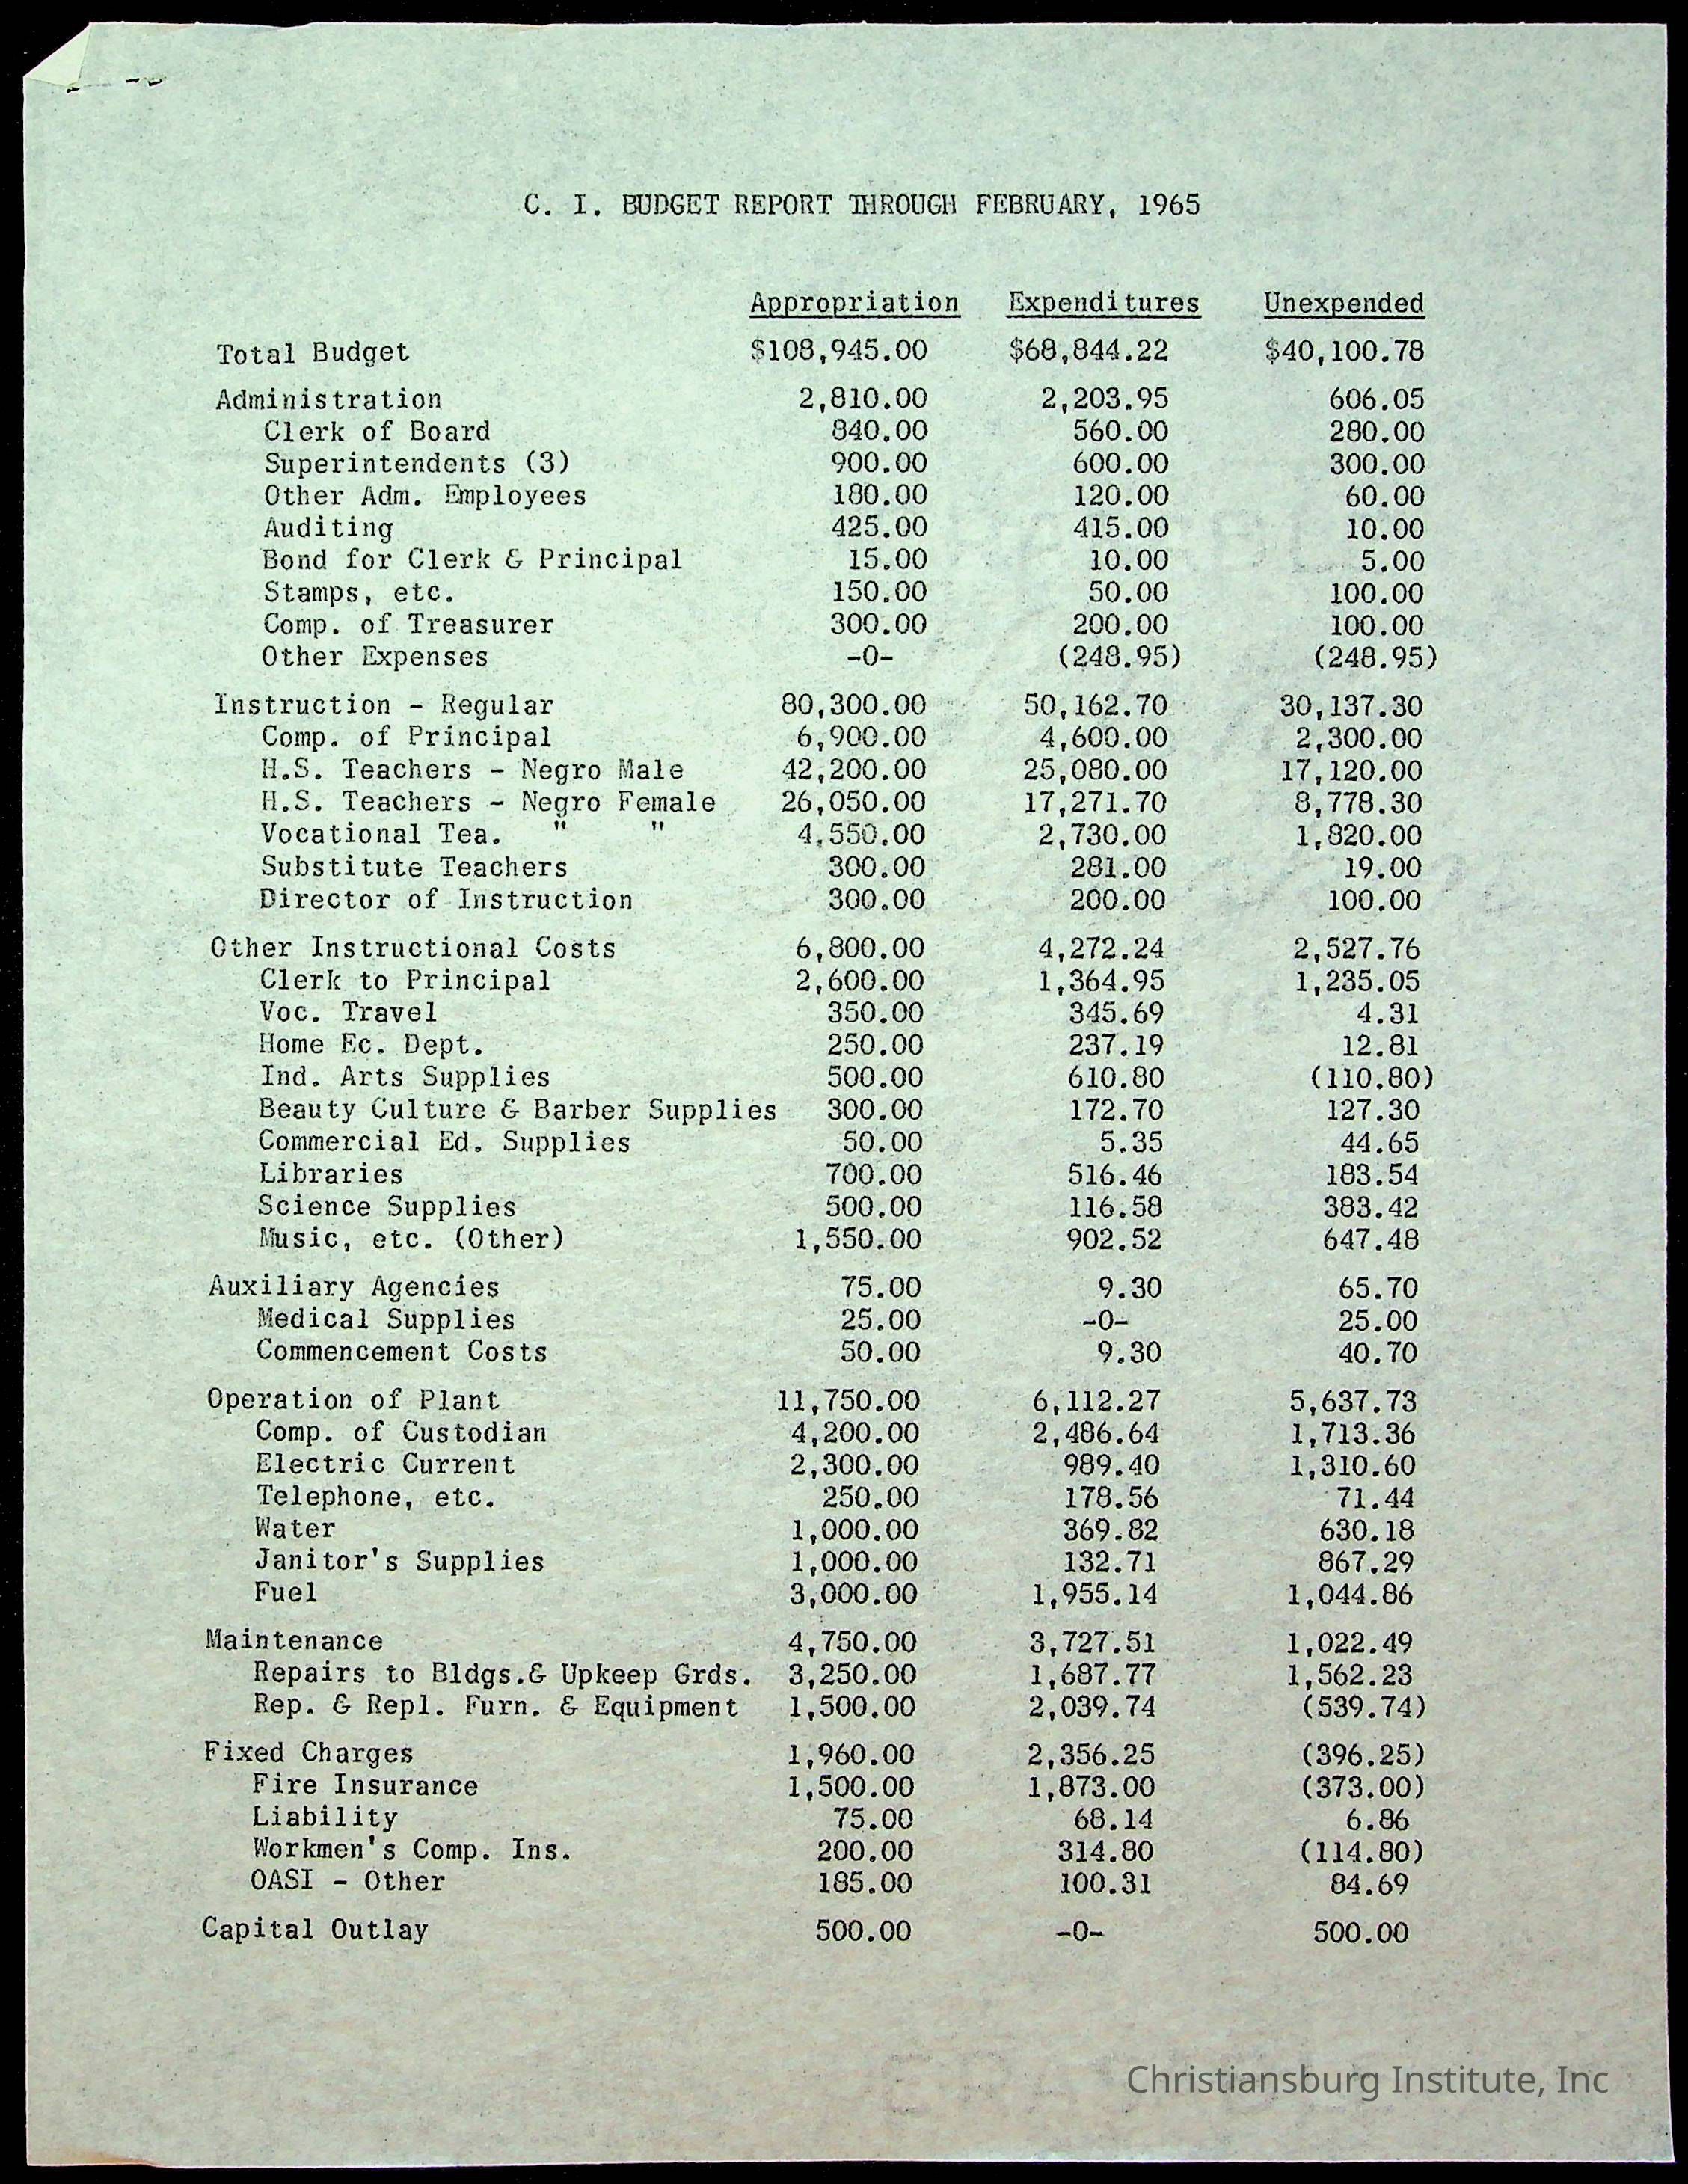 C. I. BUDGET REPORT THROUGH FEBRUARY, 1965
Appropriation Expenditures Unexpended
Total Budget $108,945.00 $68,844.22 $40,100.78
Administration 2,810.00 2,203.95 606.05
Clerk of Board 840.00 560.00 280.00
Superintendents (3) 900.00 600.00 300.00
Other Adm. Employees 180.00 120.00 60.00
Auditing 425.00 415.00 10.00
Bond for Clerk & Principal 15.00 10.00 5.00
Stamps, etc. 150.00 50.00 100.00
Comp. of Treasurer 300.00 200.00 100.00
Other Expenses -0- (248.95) (248.95)
Instruction - Regular 80,300.00 50,162.70 30,137.30
Comp. of Principal 6,900.00 4,600.00 2,300.00
H.S. Teachers - Negro Male 42,200.00 25,080.00 17,120.00
H.S. Teachers - Negro Female 26,050.00 17,271.70 8,778.30
Vocational Tea. " " 4,550.00 2,730.00 1,820.00
Substitute Teachers 300.00 281.00 19.00
Director of Instruction 300.00 200.00 100.00
Other Instructional Costs 6,800.00 4,272.24 2,527.76
Clerk to Principal 2,600.00 1,364.95 1,235.05
Voc. Travel 350.00 345.69 4.31
Home Ec. Dept. 250.00 237.19 12.81
Ind. Arts Supplies 500.00 610.80 (110.80)
Beauty Culture & Barber Supplies 300.00 172.70 127.30
Commercial Ed. Supplies 50.00 5.35 44.65
Libraries 700.00 516.46 183.54
Science Supplies 500.00 116.58 383.42
Music, etc. (Other) 1,550.00 902.52 647.48
Auxiliary Agencies 75.00 9.30 65.70
Medical Supplies 25.00 -0- 25.00
Commencement Costs 50.00 9.30 40.70
Operation of Plant 11,750.00 6,112.27 5,637.73
Comp. of Custodian 4,200.00 2,486.64 1,713.36
Electric Current 2,300.00 989.40 1,310.60
Telephone, etc. 250.00 178.56 71.44
Water 1,000.00 369.82 630.18
Janitor's Supplies 1,000.00 132.71 867.29
Fuel 3,000.00 1,955.14 1,044.86
Maintenance 4,750.00 3,727.51 1,022.49
Repairs to Bldgs.& Upkeep Grds. 3,250.00 1,687.77 1,562.23
Rep. & Repl. Furn. & Equipment 1,500.00 2,039.74 (539.74)
Fixed Charges 1,960.00 2,356.25 (396.25)
Fire Insurance 1,500.00 1,873.00 (373.00)
Liability 75.00 68.14 6.86
Workmen's Comp. Ins. 200.00 314.80 (114.80)
OASI - Other 185.00 100.31 84.69
Capital Outlay 500.00 -0- 500.00
Christiansburg Institute, Inc